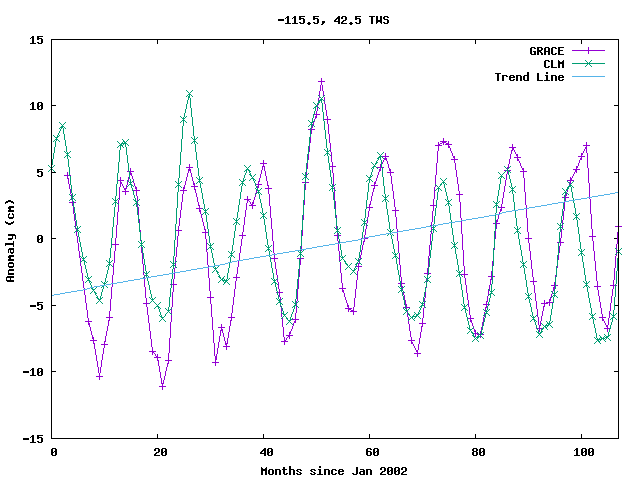 -115.5, 42.5 TWS
GRACE
CLM
Trend Line
15
10
5
0
-5
-10
-15
Anomaly (cm)
0 20 40 60 80 100
Months since Jan 2002